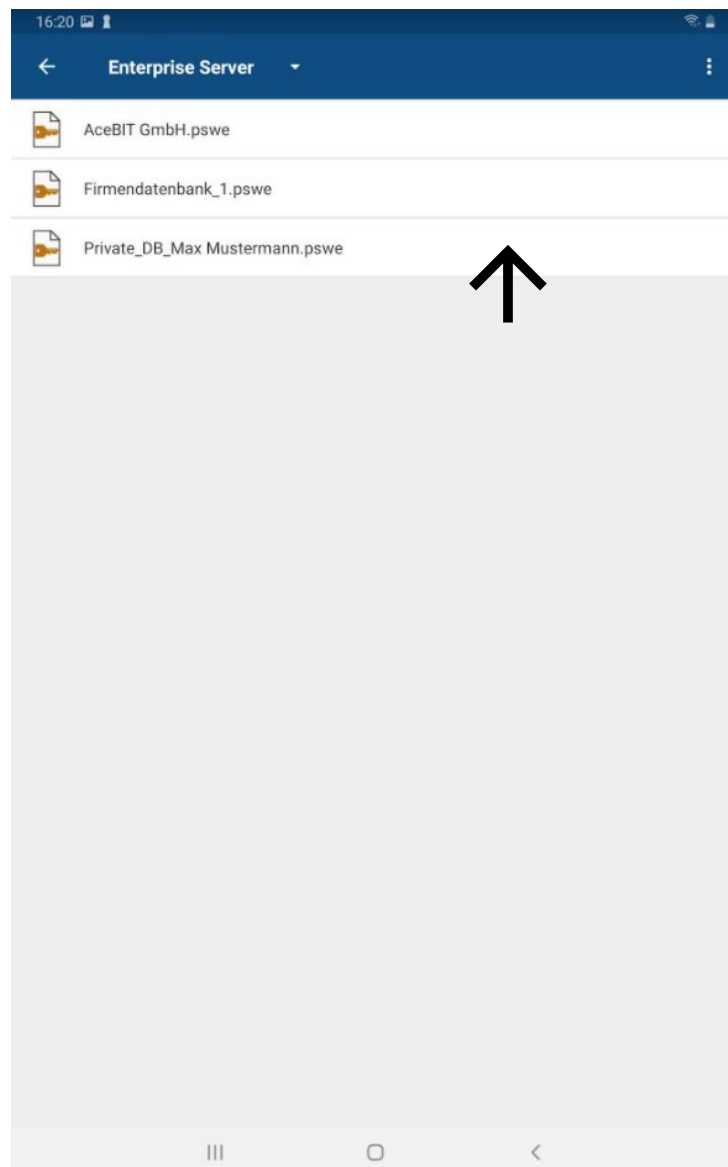 16:20
Enterprise Server
AceBIT GmbH.pswe
Firmendatenbank_1.pswe
Private_DB_Max Mustermann.pswe